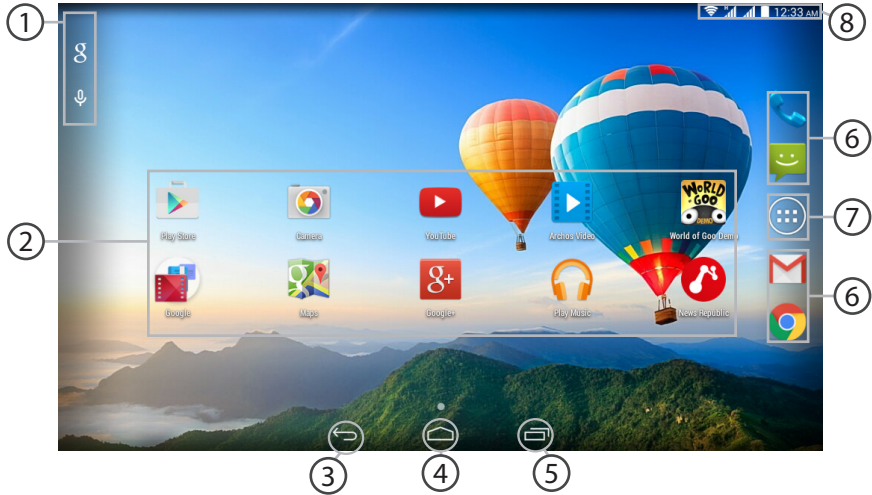 1
g
12:33 AM
8
6
2
Play Store
Camera
YouTube
Archos Video
WORLD OF GOO DEMO
World of Goo Demo
7
g
g+
Google
Maps
Google+
Play Music
News Republic
6
3
4
5